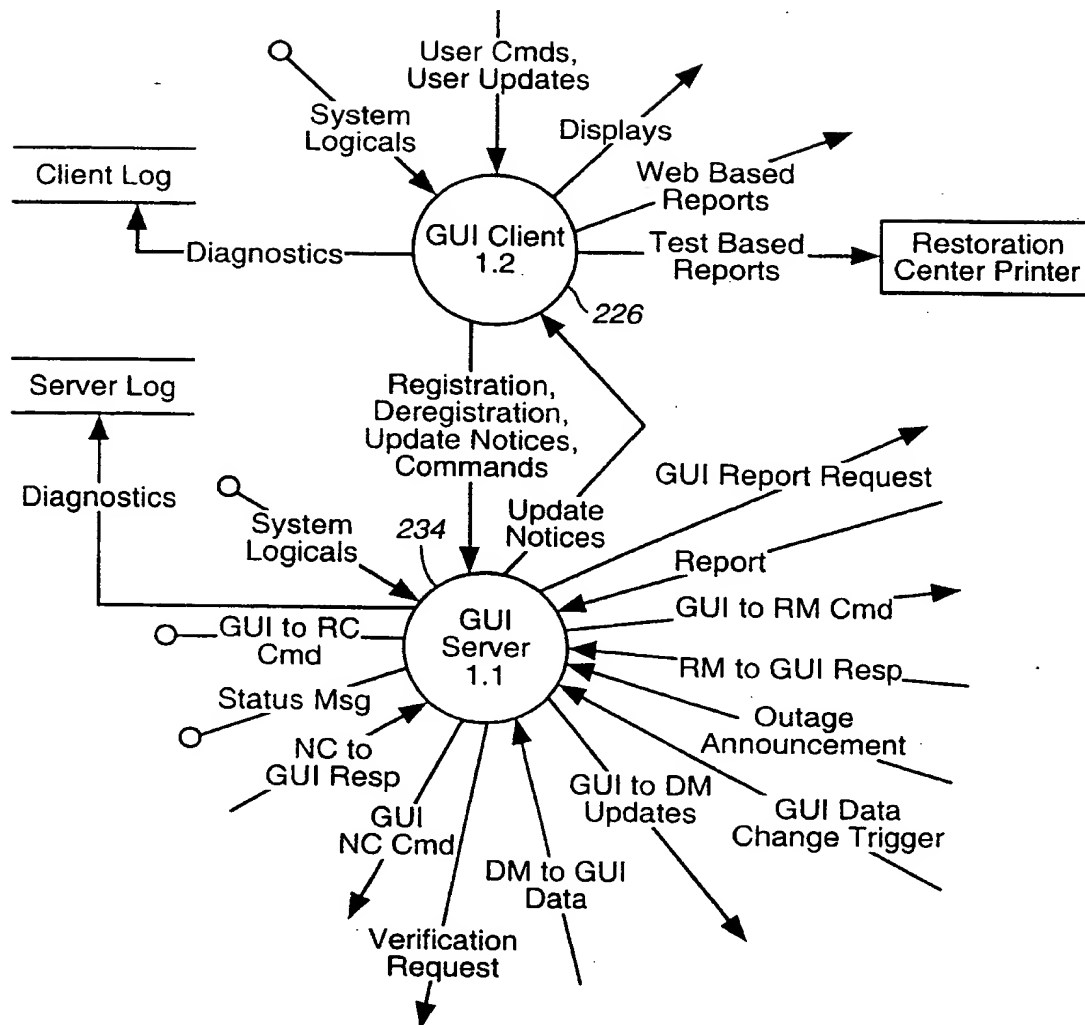 User Cmds,
User Updates
System
Logicals
Displays
Client Log
Web Based
Reports
GUI Client
1.2
Diagnostics
Test Based
Reports
Restoration
Center Printer
226
Server Log
Registration,
Deregistration,
Update Notices,
Commands
GUI Report Request
Diagnostics
Update
Notices
System
Logicals
234
Report
GUI to RM Cmd
GUI
Server
1.1
GUI to RC
Cmd
RM to GUI Resp
Status Msg
Outage
Announcement
NC to
GUI Resp
GUI to DM
Updates
GUI Data
Change Trigger
GUI
NC Cmd
DM to GUI
Data
Verification
Request